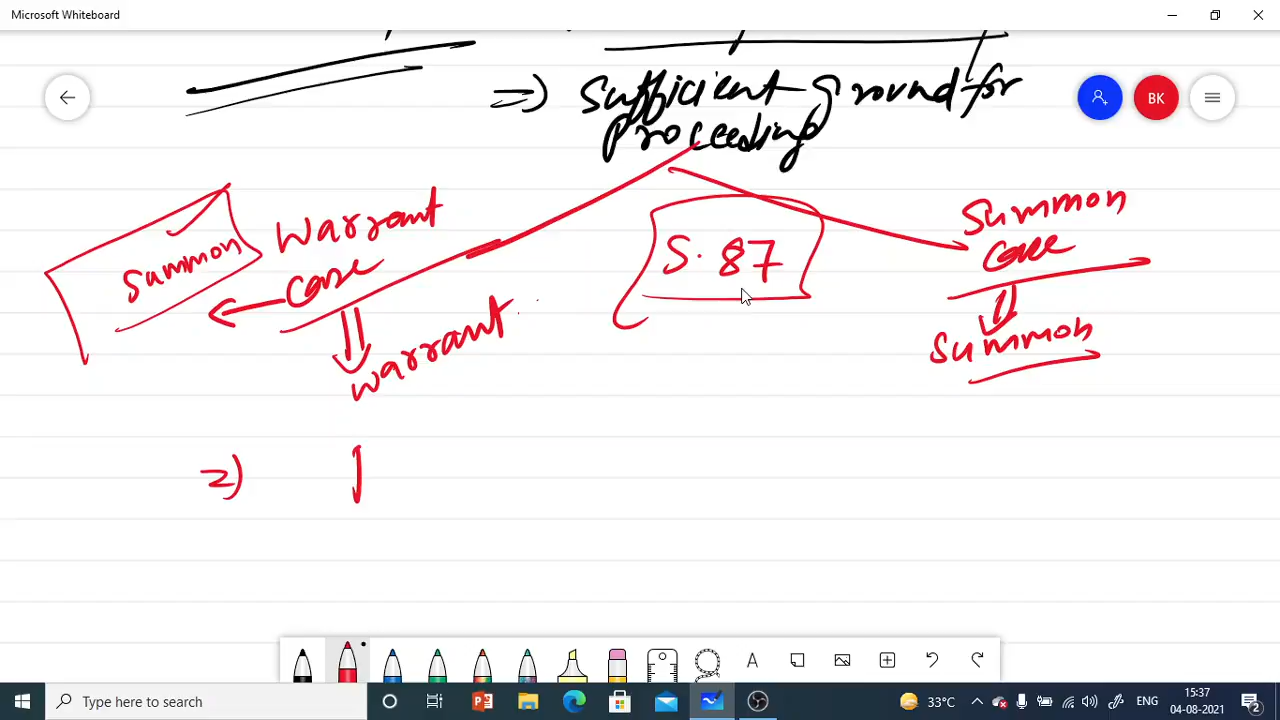 Microsoft Whiteboard
=) Sufficient ground for
proceeding
BK
Summon
Warrant
case
Warrant
S. 87
Summon
case
Summon
=)
A
Type here to search
33°C
ENG
15:37
04-08-2021
2